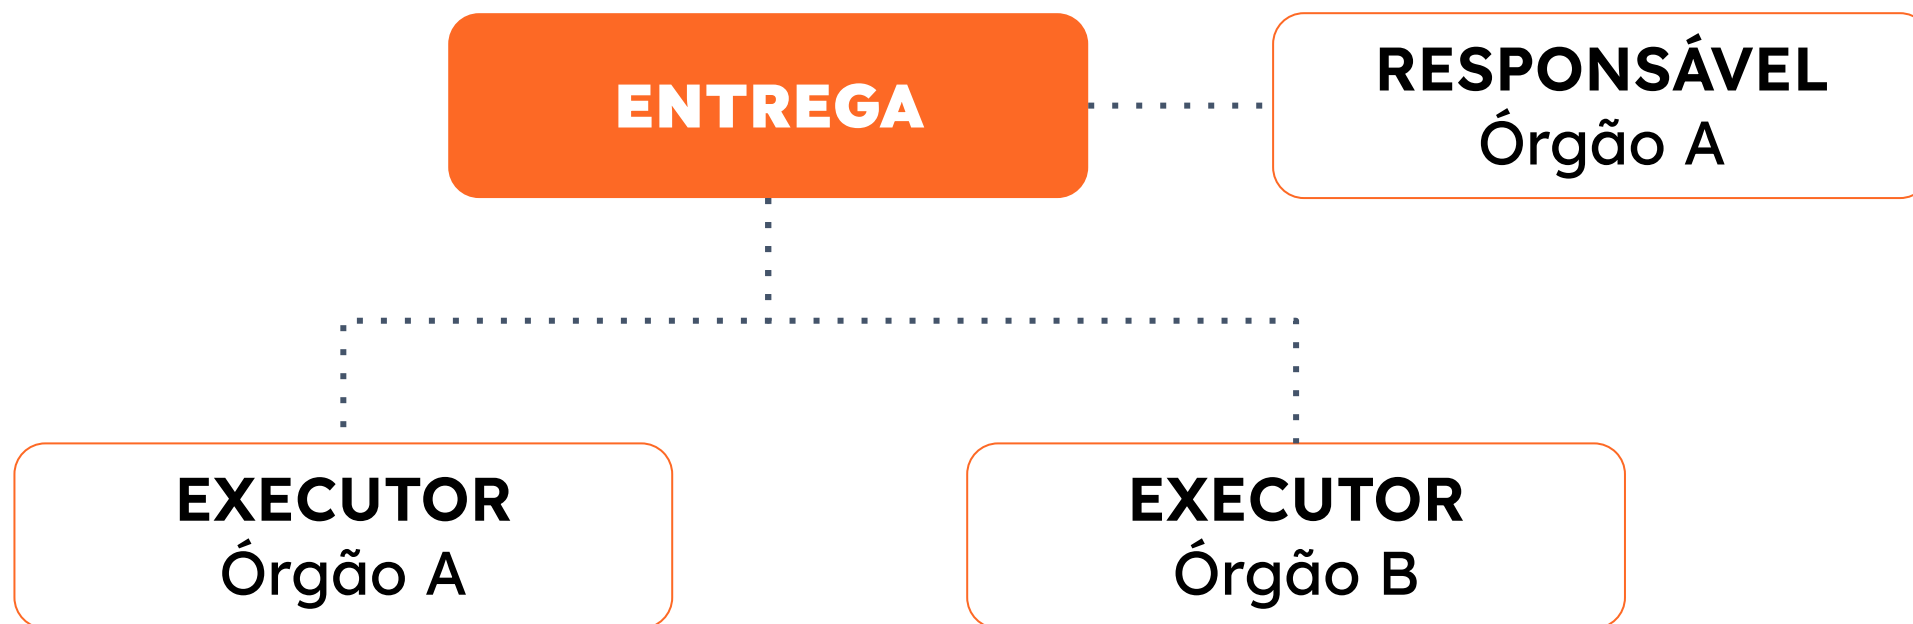 ENTREGA
RESPONSÁVEL
Órgão A
EXECUTOR
Órgão A
EXECUTOR
Órgão B